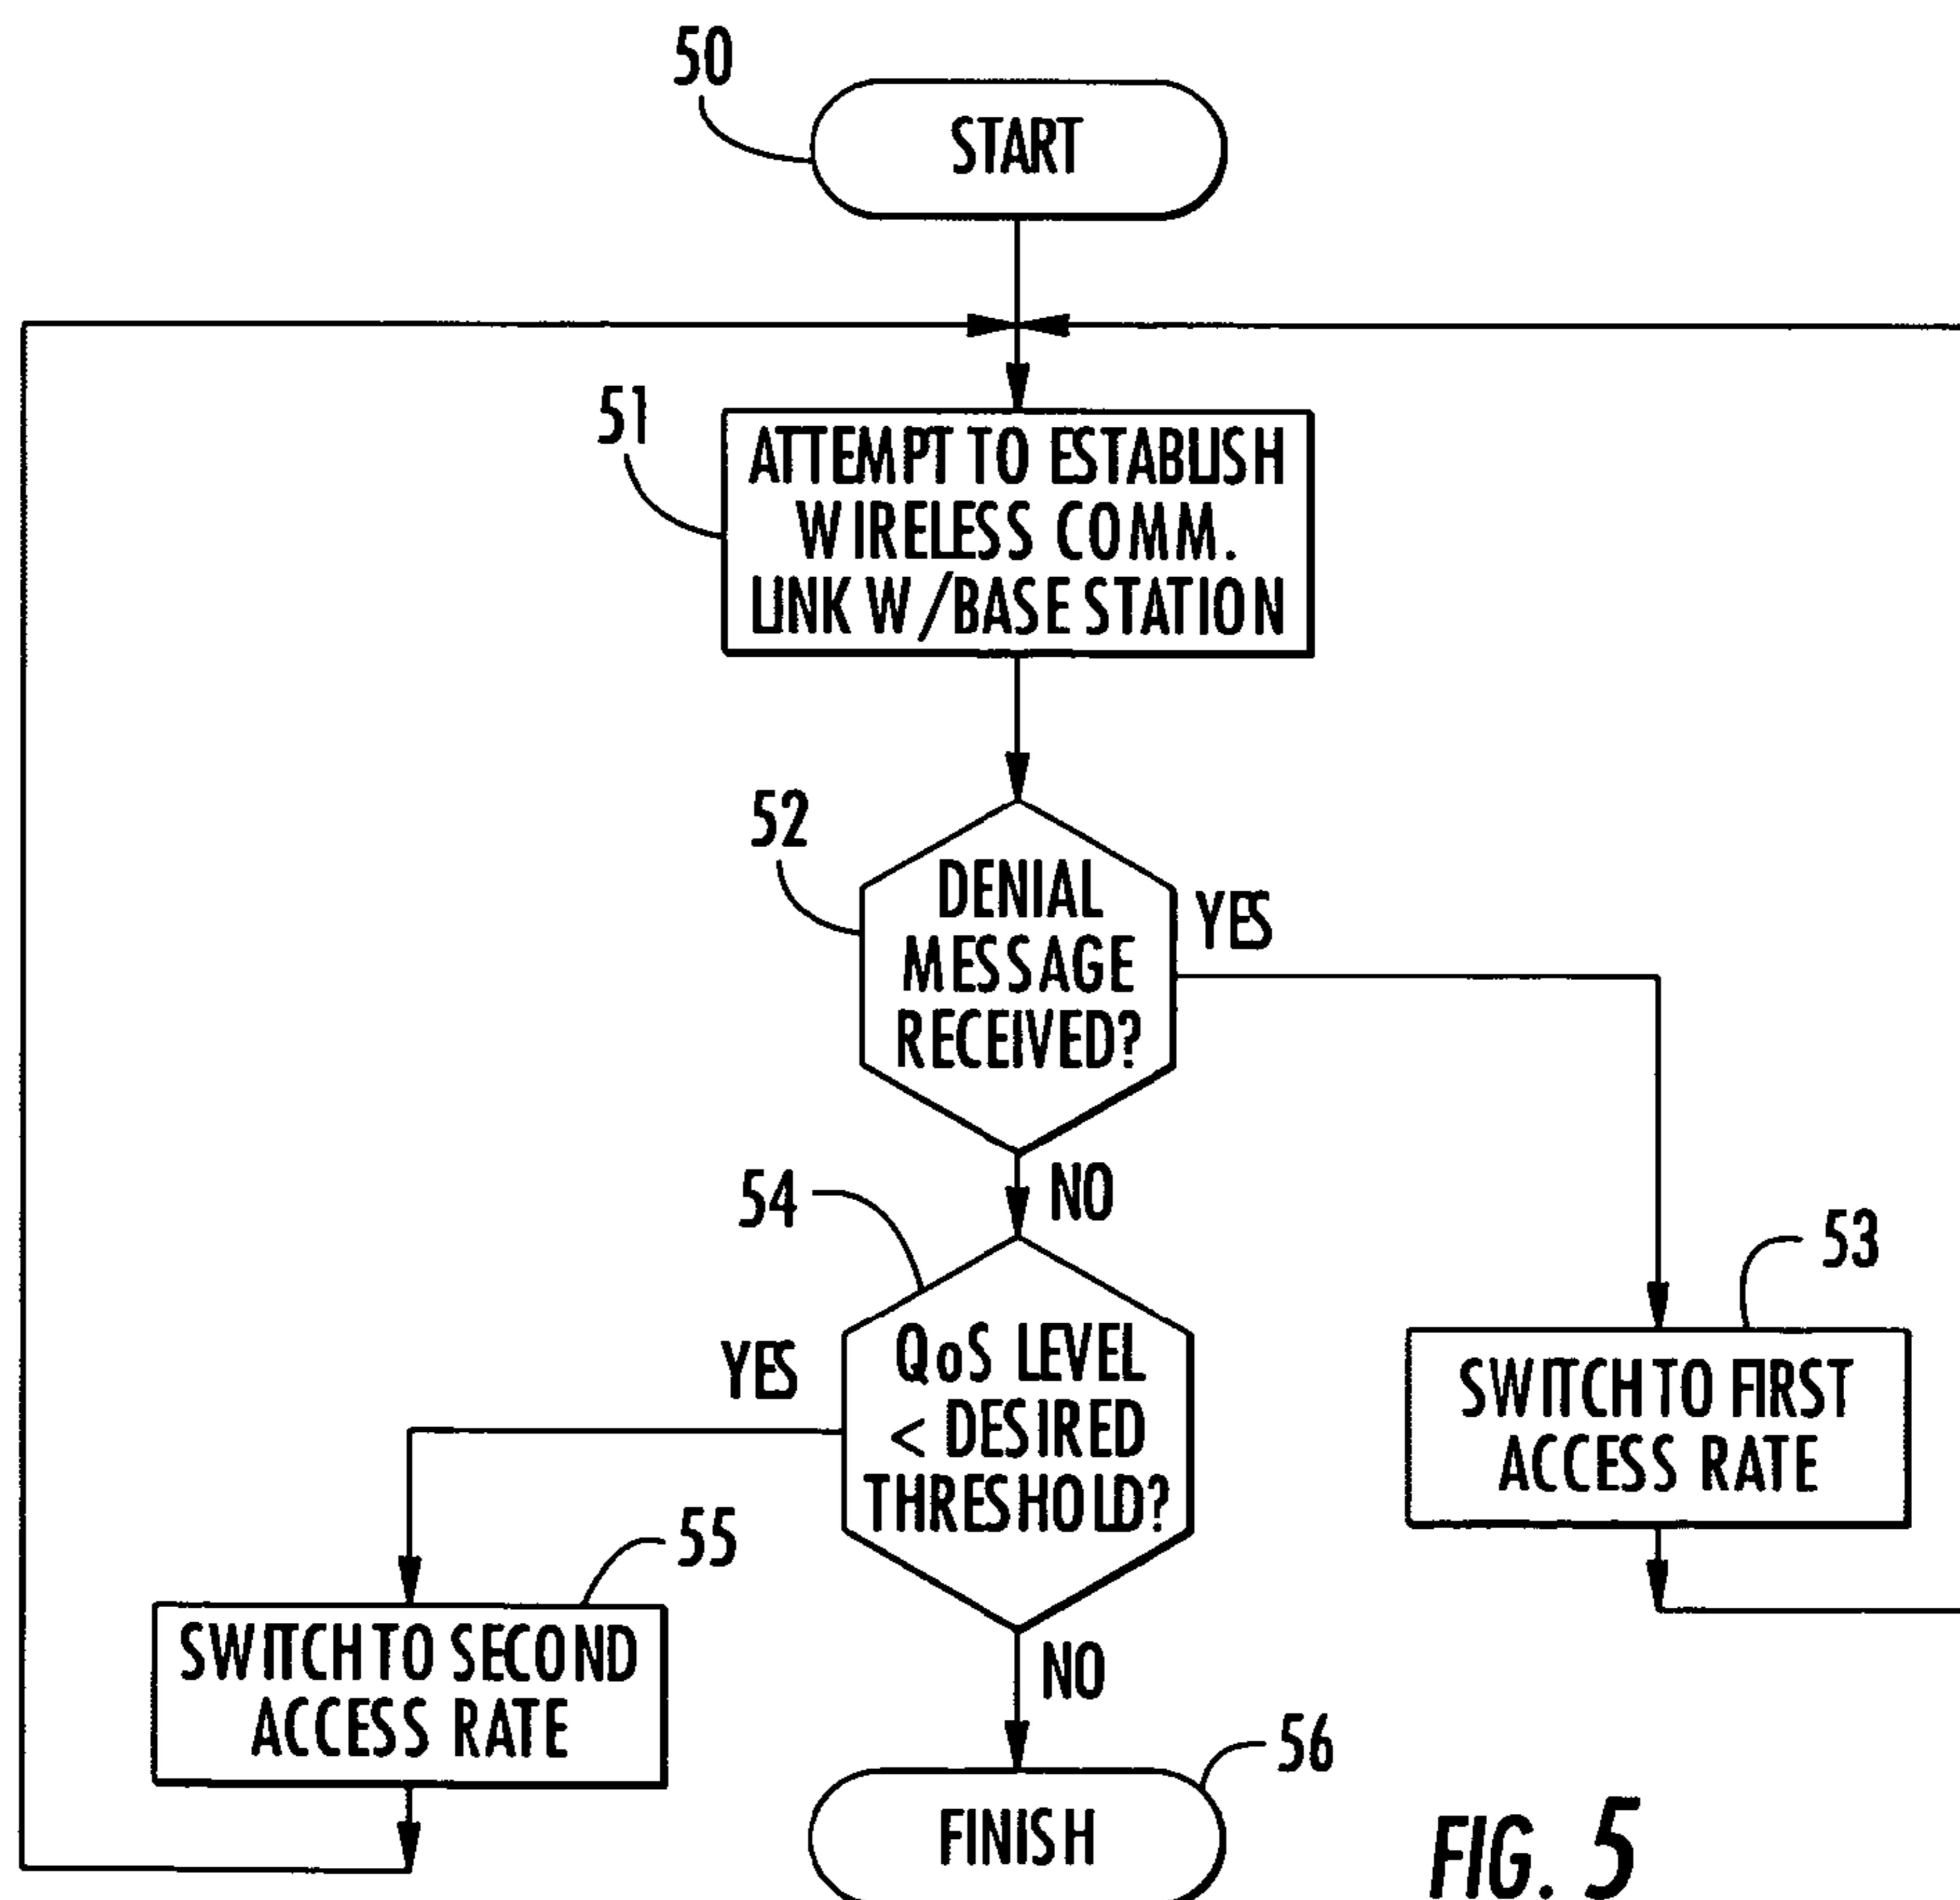 50
START
51
ATTEMPT TO ESTABLISH
WIRELESS COMM.
LINK W/BASE STATION
52
DENIAL
MESSAGE
RECEIVED?
YES
NO
54
53
QoS LEVEL
< DESIRED
THRESHOLD?
YES
SWITCH TO FIRST
ACCESS RATE
55
SWITCH TO SECOND
ACCESS RATE
NO
56
FINISH
FIG. 5